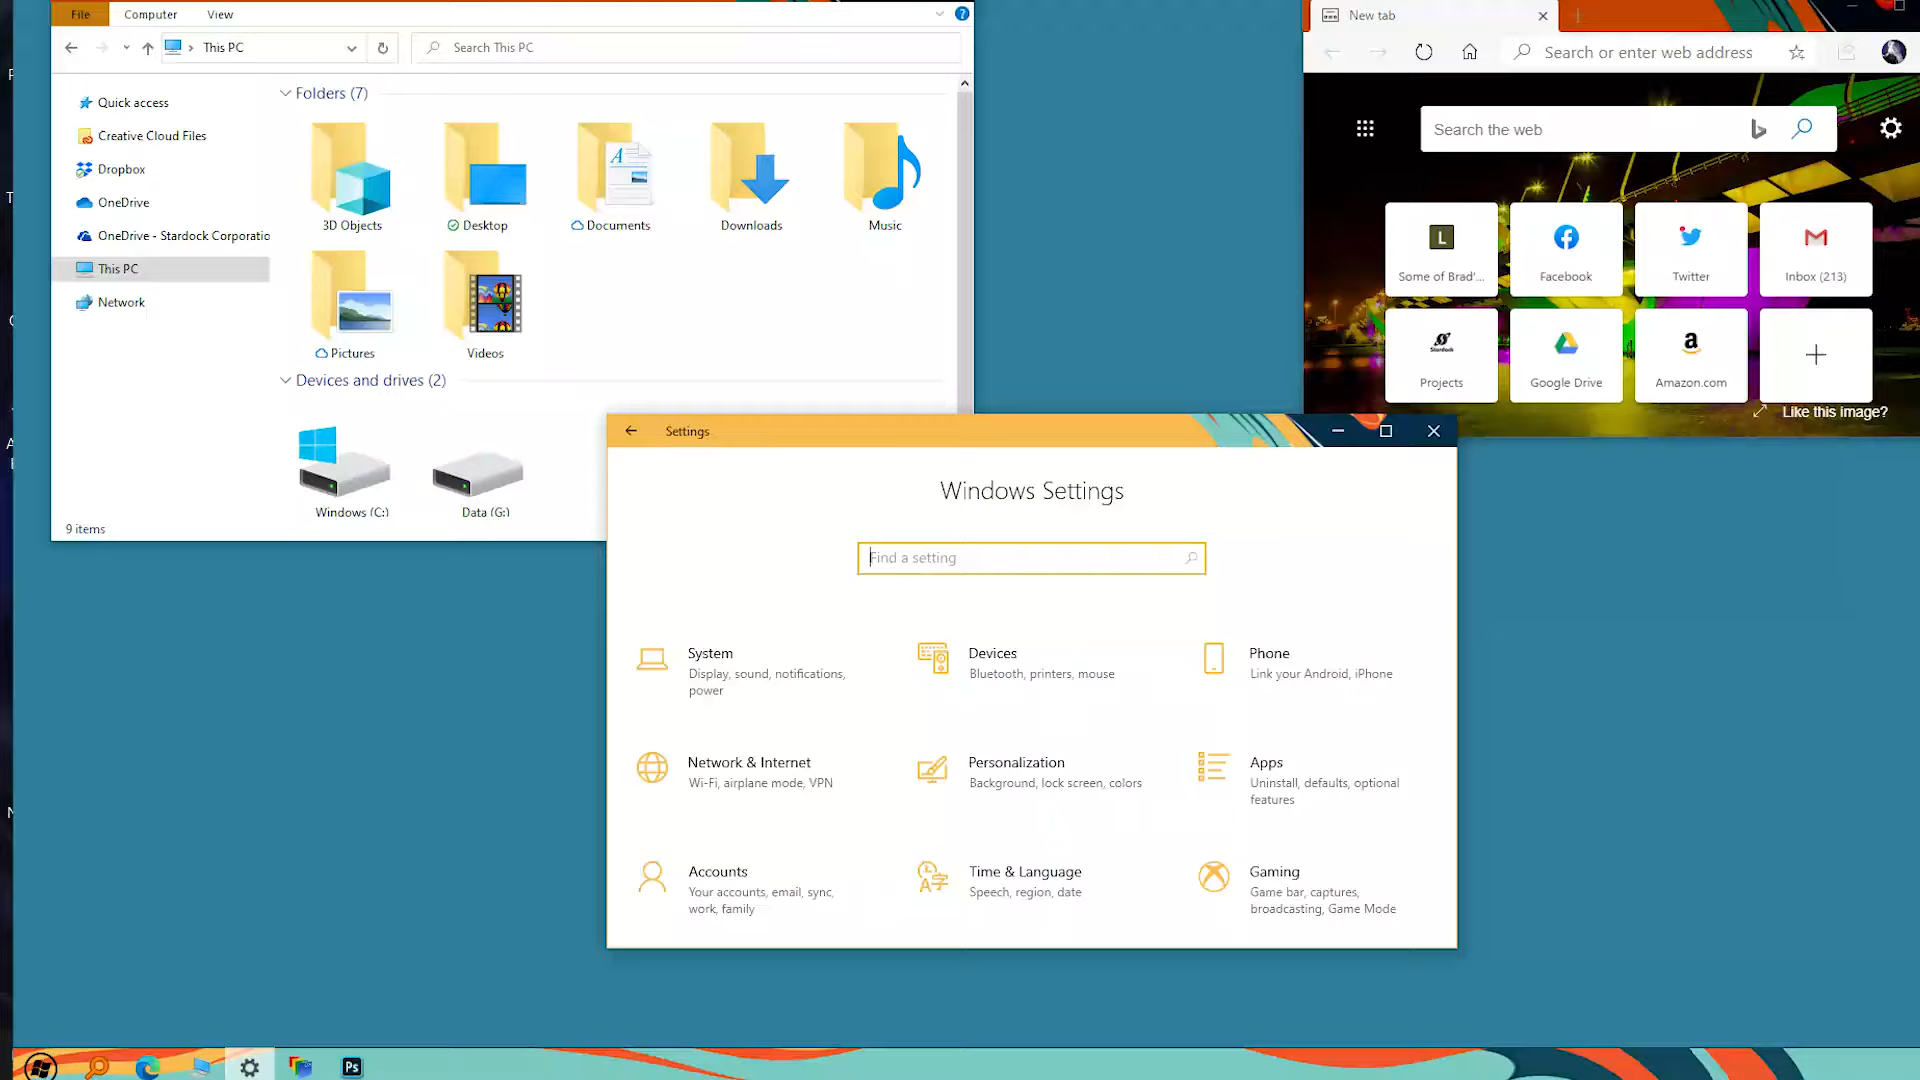 File
Computer
View
This PC
Search This PC
Quick access
Creative Cloud Files
Dropbox
OneDrive
OneDrive - Stardock Corporatio
This PC
Network
Folders (7)
3D Objects
Desktop
Documents
Downloads
Music
Pictures
Videos
Devices and drives (2)
Windows (C:)
Data (G:)
9 items
New tab
Search or enter web address
Search the web
L
Some of Brad'...
Facebook
Twitter
Inbox (213)
Stardock
Projects
Google Drive
a
Amazon.com
Like this image?
Settings
Windows Settings
Find a setting
System
Display, sound, notifications,
power
Devices
Bluetooth, printers, mouse
Phone
Link your Android, iPhone
Network & Internet
Wi-Fi, airplane mode, VPN
Personalization
Background, lock screen, colors
Apps
Uninstall, defaults, optional
features
Accounts
Your accounts, email, sync,
work, family
Time & Language
Speech, region, date
Gaming
Game bar, captures,
broadcasting, Game Mode
Ps